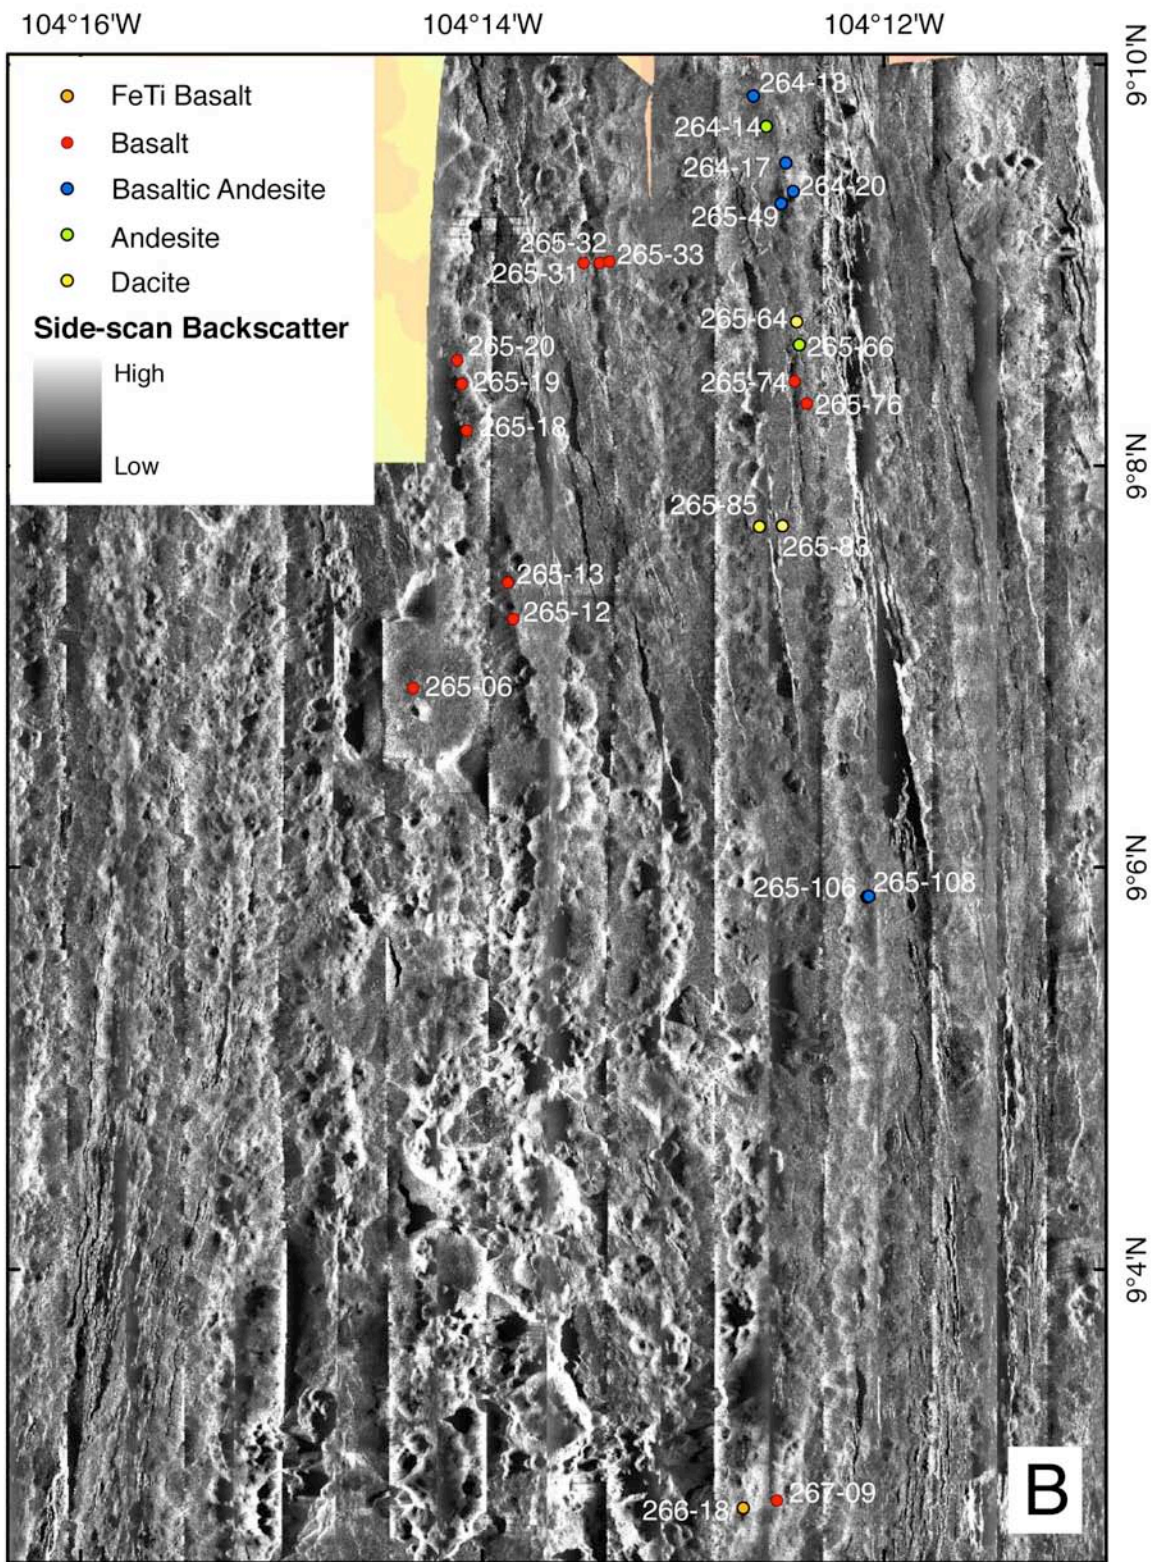 104°16'W 104°14'W 104°12'W
9°10'N
FeTi Basalt
Basalt
Basaltic Andesite
Andesite
Dacite
Side-scan Backscatter
High
Low
264-18
264-14
264-17
264-20
265-49
265-32
265-33
265-31
265-64
265-66
265-20
265-74
265-19
265-76
265-18
9°8'N
265-85
265-83
265-13
265-12
265-06
9°6'N
265-106 265-108
9°4'N
267-09
266-18
B